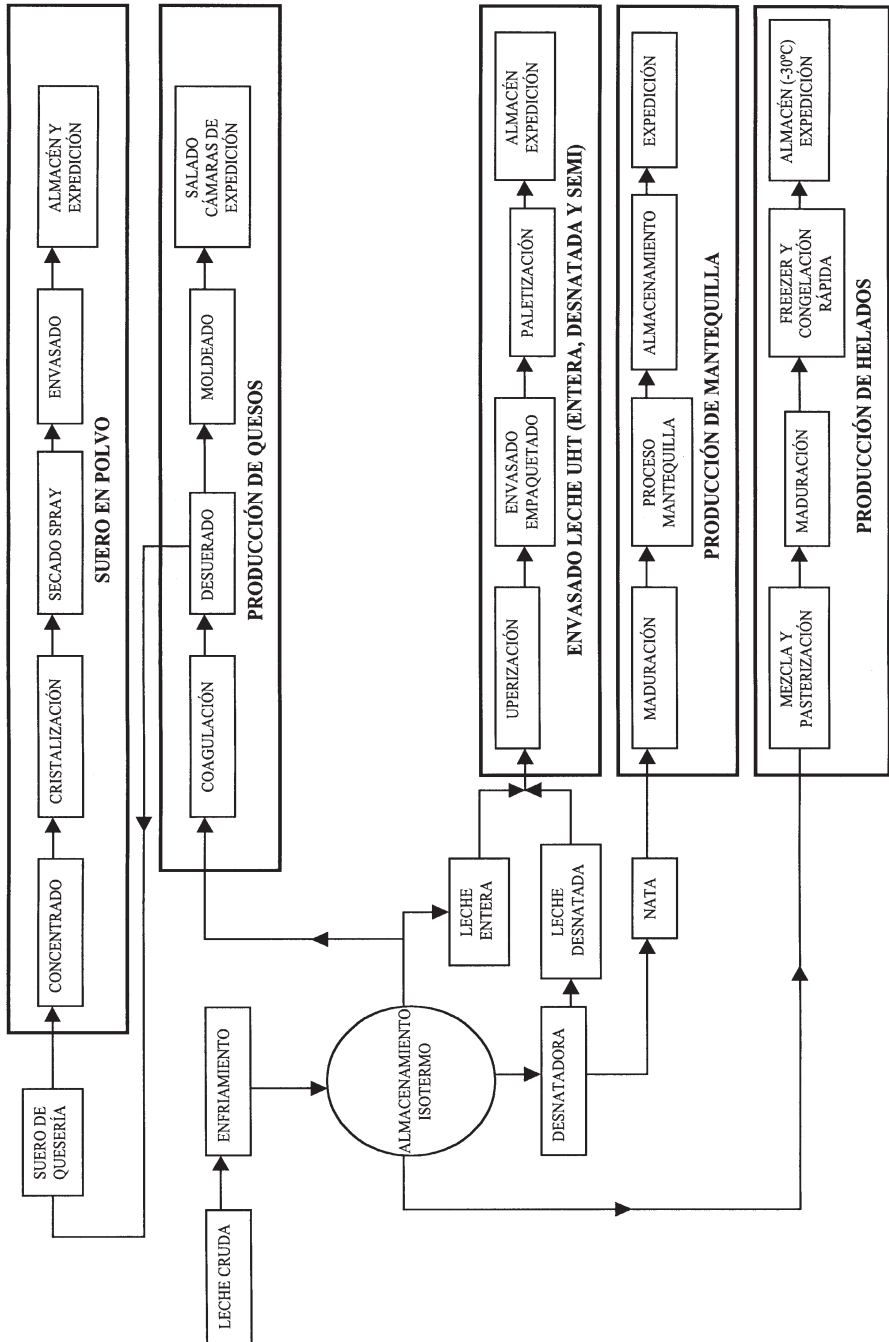 SUERO DE
QUESERÍA
CONCENTRADO
CRISTALIZACIÓN
SECADO SPRAY
ENVASADO
ALMACÉN Y
EXPEDICIÓN
SUERO EN POLVO
COAGULACIÓN
DESUERADO
MOLDEADO
SALADO
CÁMARAS DE
EXPEDICIÓN
PRODUCCIÓN DE QUESOS
LECHE CRUDA
ENFRIAMIENTO
ALMACENAMIENTO
ISOTERMO
LECHE
ENTERA
DESNATADORA
LECHE
DESNATADA
NATA
UPERIZACIÓN
ENVASADO
EMPAQUETADO
PALETIZACIÓN
ALMACÉN
EXPEDICIÓN
ENVASADO LECHE UHT (ENTERA, DESNATADA Y SEMI)
MADURACIÓN
PROCESO
MANTEQUILLA
ALMACENAMIENTO
EXPEDICIÓN
PRODUCCIÓN DE MANTEQUILLA
MEZCLA Y
PASTERIZACIÓN
MADURACIÓN
FREEZER Y
CONGELACIÓN
RÁPIDA
ALMACÉN (-30ºC)
EXPEDICIÓN
PRODUCCIÓN DE HELADOS